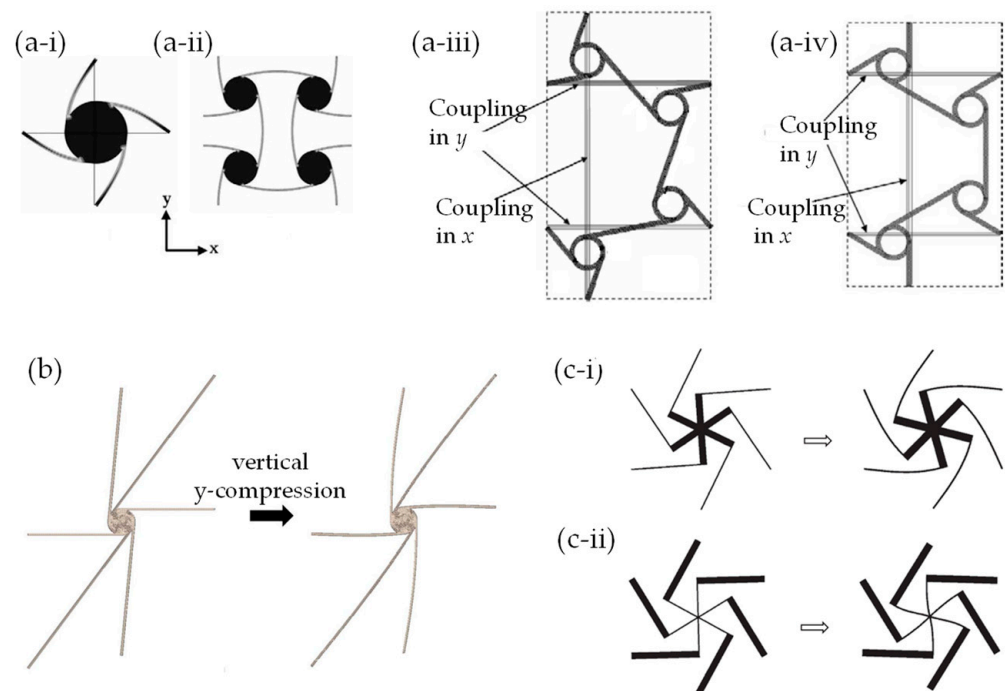 (a-i)
(a-ii)
(a-iii)
(a-iv)
Coupling
in y
Coupling
in x
Coupling
in y
Coupling
in x
y
x
(b)
vertical
y-compression
(c-i)
(c-ii)